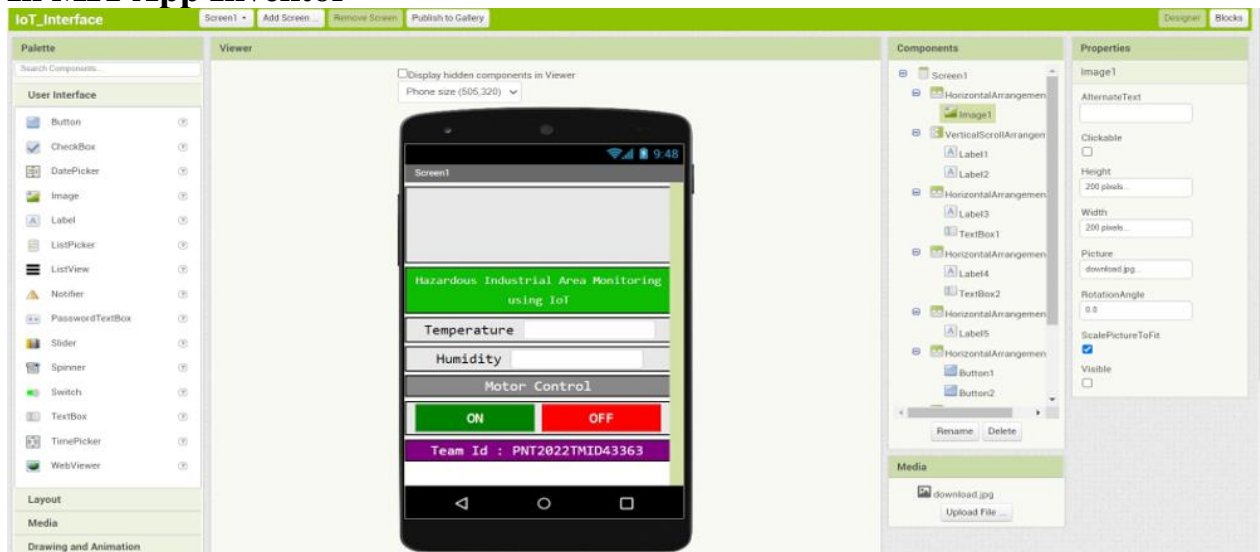 in MIT App Inventor
IoT_Interface
Screen1
Add Screen ...
Remove Screen
Publish to Gallery
Designer
Blocks
Palette
Search Components...
User Interface
Button
CheckBox
DatePicker
Image
Label
ListPicker
ListView
Notifier
PasswordTextBox
Slider
Spinner
Switch
TextBox
TimePicker
WebViewer
Layout
Media
Drawing and Animation
Viewer
Display hidden components in Viewer
Phone size (505,320)
9:48
Screen1
Hazardous Industrial Area Monitoring
using IoT
Temperature
Humidity
Motor Control
ON OFF
Team Id : PNT2022TMID43363
Components
Screen1
HorizontalArrangemen
Image1
VerticalScrollArrangem
Label1
Label2
HorizontalArrangemen
Label3
TextBox1
HorizontalArrangemen
Label4
TextBox2
HorizontalArrangemen
Label5
HorizontalArrangemen
Button1
Button2
Rename Delete
Media
download.jpg
Upload File ...
Properties
Image1
AlternateText
Clickable
Height
200 pixels...
Width
200 pixels...
Picture
download.jpg...
RotationAngle
0.0
ScalePictureToFit
Visible